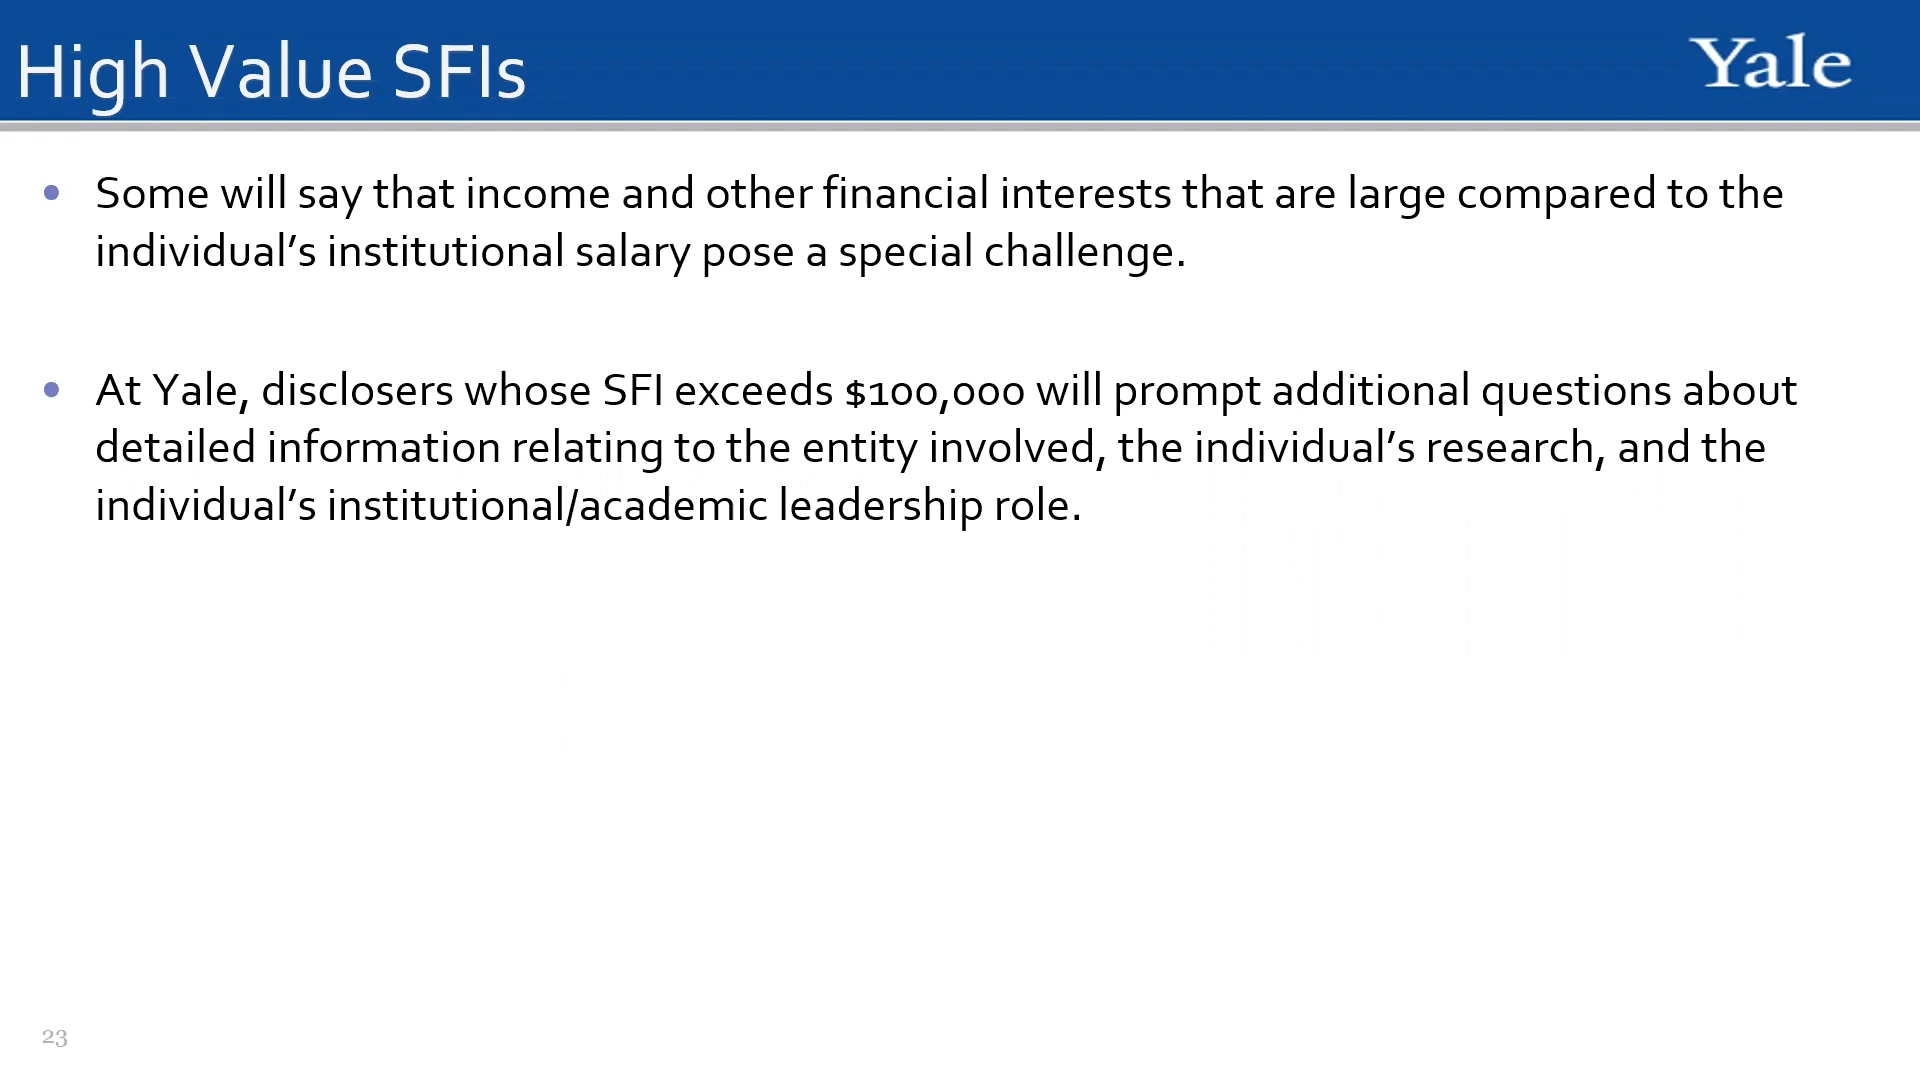 High Value SFIs
Yale
• Some will say that income and other financial interests that are large compared to the
individual’s institutional salary pose a special challenge.
• At Yale, disclosers whose SFI exceeds $100,000 will prompt additional questions about
detailed information relating to the entity involved, the individual’s research, and the
individual’s institutional/academic leadership role.
23